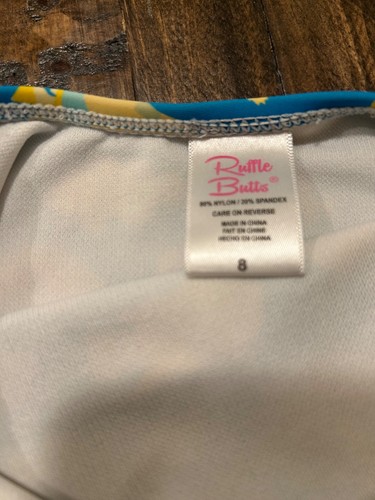 Ruffle
Butts®
80% NYLON / 20% SPANDEX
CARE ON REVERSE
MADE IN CHINA
FAIT EN CHINE
HECHO EN CHINA
8